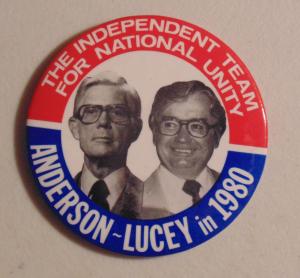 THE INDEPENDENT TEAM
FOR NATIONAL UNITY
ANDERSON ~ LUCEY in 1980